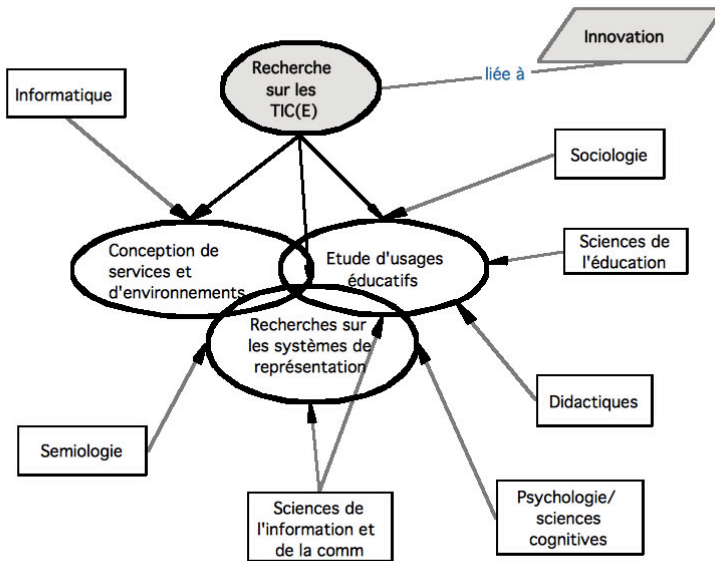 Innovation
Recherche
sur les
TIC(E)
liée à
Informatique
Sociologie
Conception de
services et
d'environnements
Etude d'usages
éducatifs
Sciences de
l'éducation
Recherches sur
les systèmes de
représentation
Didactiques
Semiologie
Sciences de
l'information et
de la comm
Psychologie/
sciences
cognitives